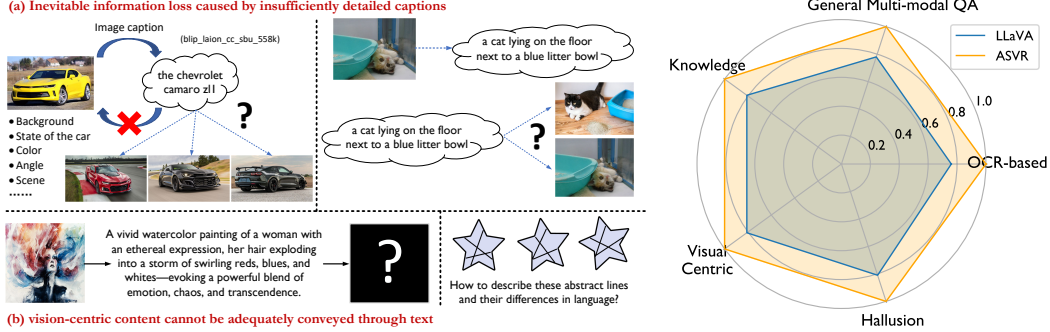 (a) Inevitable information loss caused by insufficiently detailed captions
Image caption
(blip_laion_cc_sbu_558k)
the chevrolet
camaro zl1
?
• Background
• State of the car
• Color
• Angle
• Scene
• ......
a cat lying on the floor
next to a blue litter bowl
a cat lying on the floor
next to a blue litter bowl
?
A vivid watercolor painting of a woman with
an ethereal expression, her hair exploding
into a storm of swirling reds, blues, and
whites—evoking a powerful blend of
emotion, chaos, and transcendence.
?
How to describe these abstract lines
and their differences in language?
(b) vision-centric content cannot be adequately conveyed through text
General Multi-modal QA
LLaVA
ASVR
Knowledge
1.0
0.8
0.6
0.4
0.2
OCR-based
Visual
Centric
Hallusion